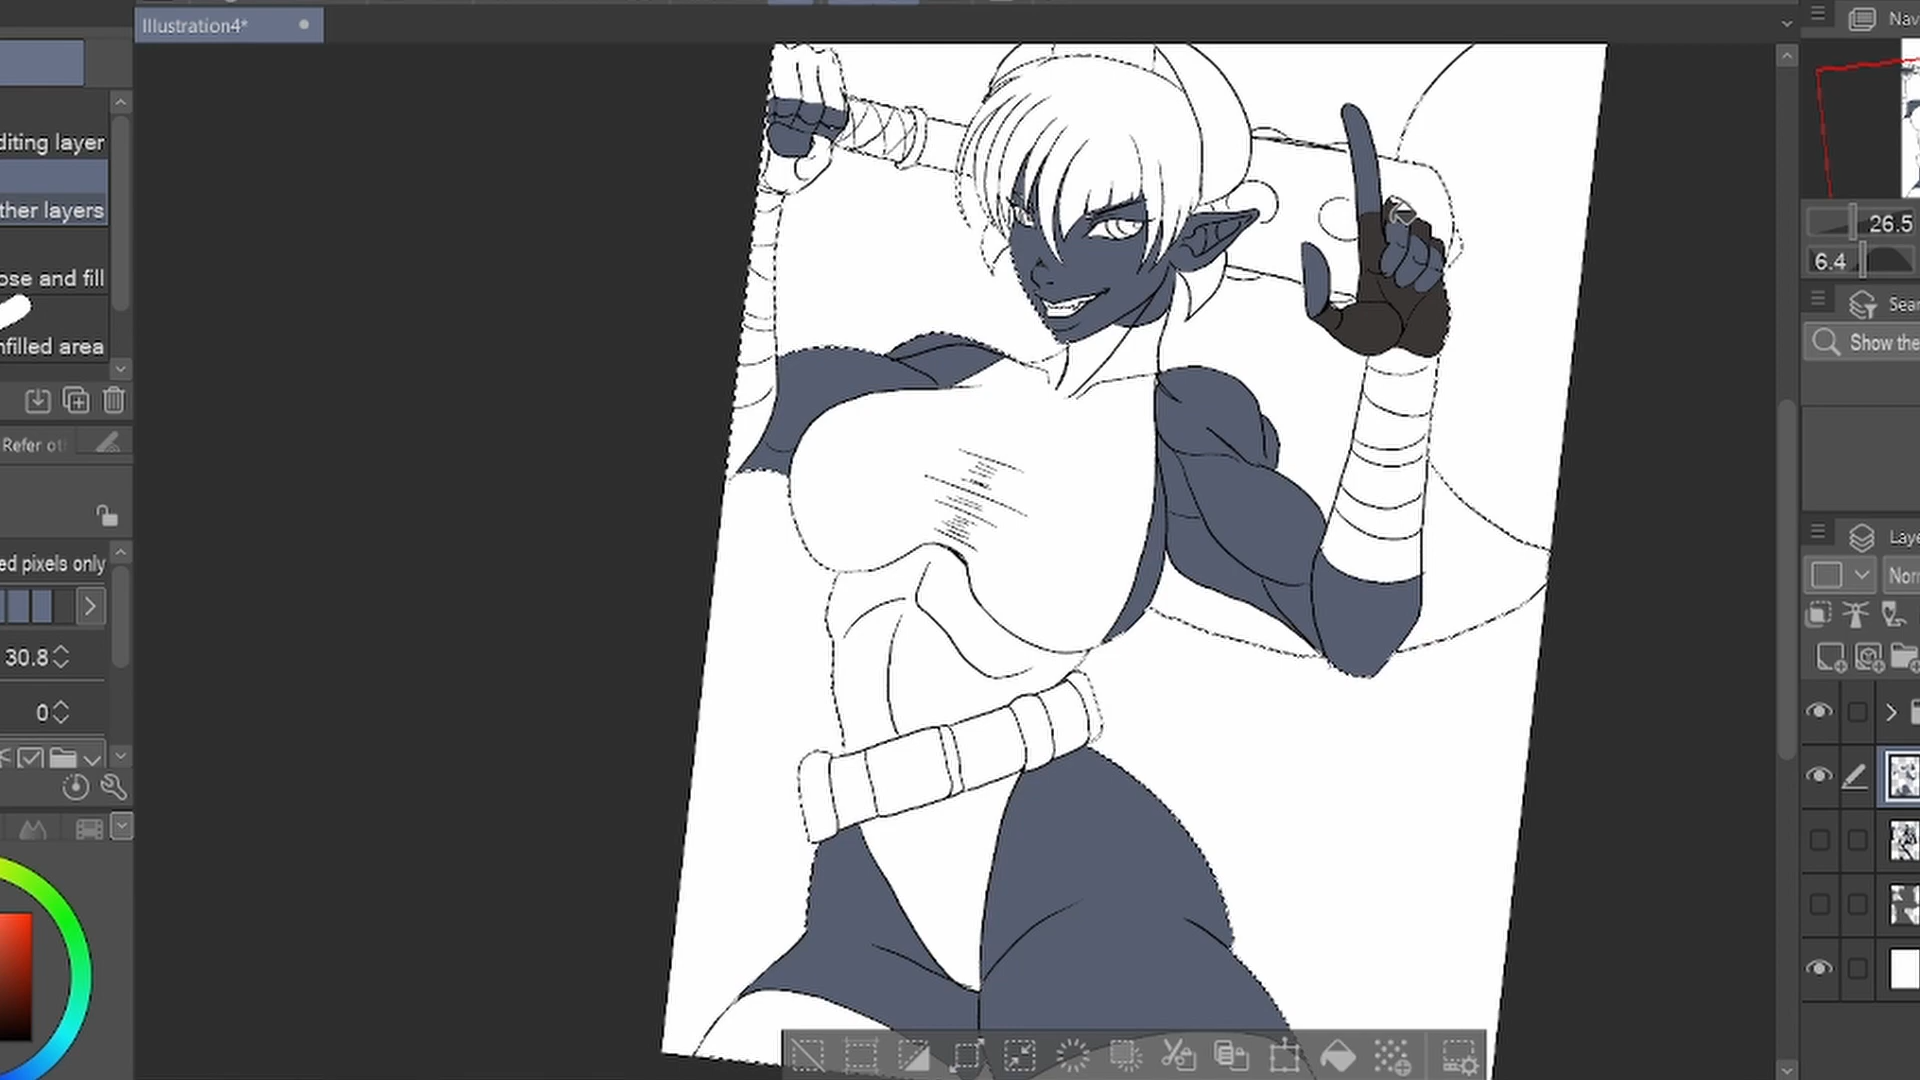 Illustration4*
Nav
diting layer
ther layers
ose and fill
nfilled area
Refer ot
ed pixels only
30.8
0
26.5
6.4
Sear
Show the
Laye
Norm